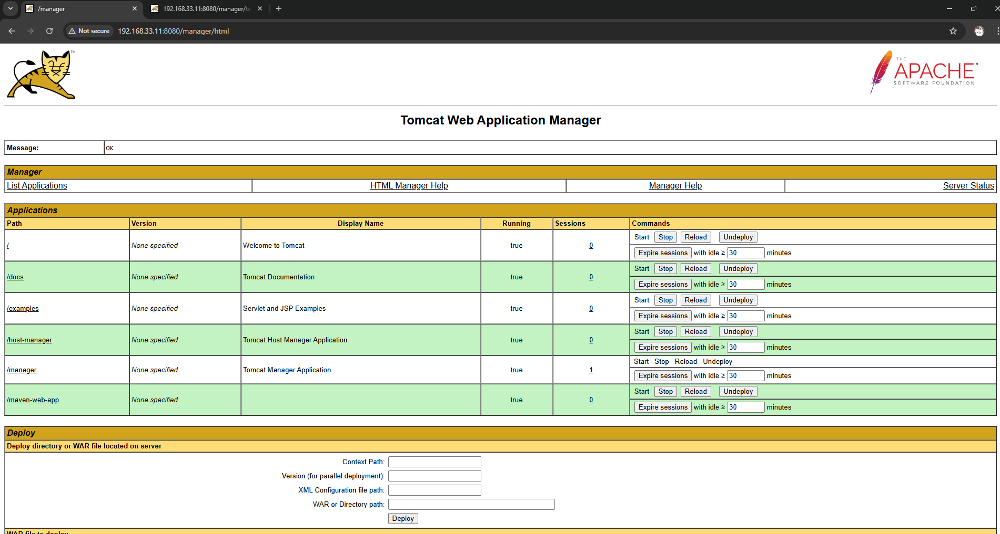 /manager
192.168.33.11:8080/manager/te
Not secure
192.168.33.11:8080/manager/html
TM
THE
APACHE®
SOFTWARE FOUNDATION
Tomcat Web Application Manager
Message: OK
Manager
List Applications HTML Manager Help Manager Help Server Status
Applications
Path Version Display Name Running Sessions Commands
/ None specified Welcome to Tomcat true 0 Start Stop Reload Undeploy
Expire sessions with idle ≥ 30 minutes
/docs None specified Tomcat Documentation true 0 Start Stop Reload Undeploy
Expire sessions with idle ≥ 30 minutes
/examples None specified Servlet and JSP Examples true 0 Start Stop Reload Undeploy
Expire sessions with idle ≥ 30 minutes
/host-manager None specified Tomcat Host Manager Application true 0 Start Stop Reload Undeploy
Expire sessions with idle ≥ 30 minutes
/manager None specified Tomcat Manager Application true 1 Start Stop Reload Undeploy
Expire sessions with idle ≥ 30 minutes
/maven-web-app None specified true 0 Start Stop Reload Undeploy
Expire sessions with idle ≥ 30 minutes
Deploy
Deploy directory or WAR file located on server
Context Path:
Version (for parallel deployment):
XML Configuration file path:
WAR or Directory path:
Deploy
WAR file to deploy